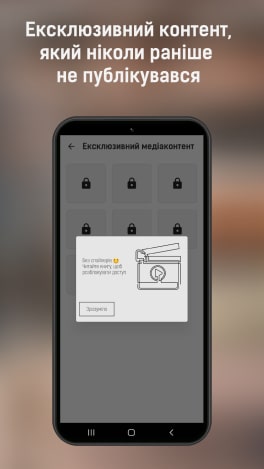 Ексклюзивний контент,
який ніколи раніше
не публікувався
Ексклюзивний медіаконтент
Без спойлерів 😉
Читайте книгу, щоб
розблокувати доступ
Зрозуміло